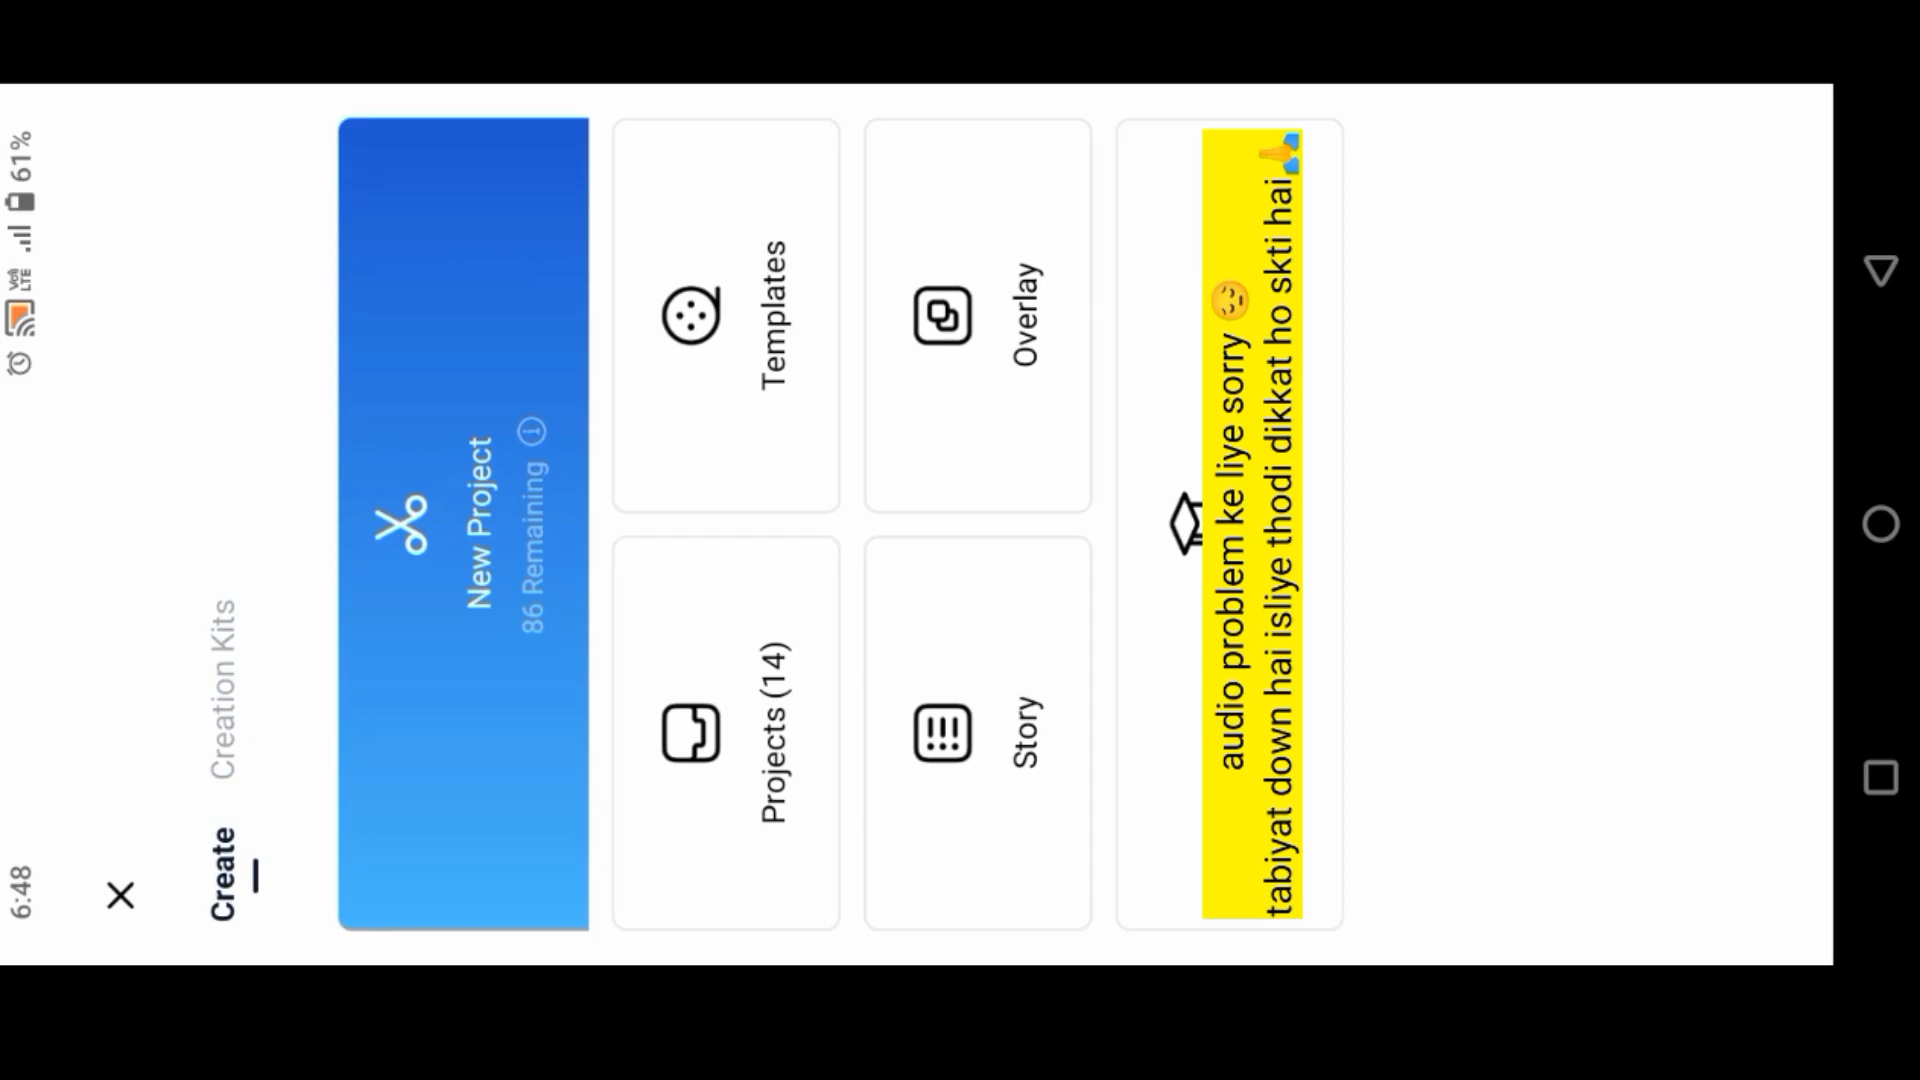 6:48
VoLTE 61%
Create Creation Kits
New Project
86 Remaining
Projects (14) Templates
Story Overlay
audio problem ke liye sorry 😔
tabiyat down hai isliye thodi dikkat ho skti hai🙏